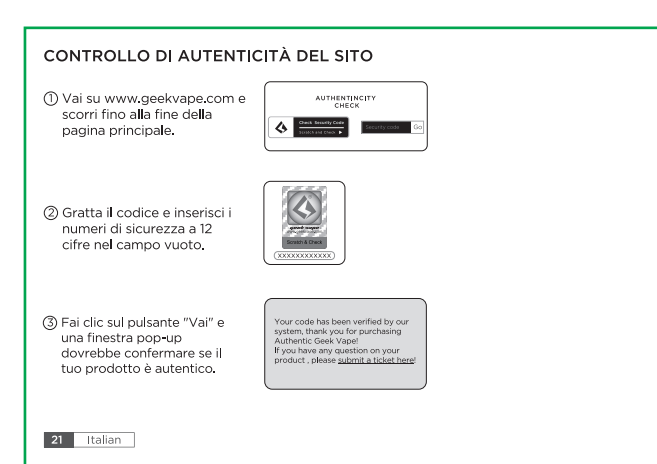 CONTROLLO DI AUTENTICITÀ DEL SITO
① Vai su www.geekvape.com e
scorri fino alla fine della
pagina principale.
AUTHENTINCITY
CHECK
Check Security Code
Scratch and Check
Security code
Go
② Gratta il codice e inserisci i
numeri di sicurezza a 12
cifre nel campo vuoto.
geek vape
Scratch & Check
XXXXXXXXXXXX
③ Fai clic sul pulsante "Vai" e
una finestra pop-up
dovrebbe confermare se il
tuo prodotto è autentico.
Your code has been verified by our
system, thank you for purchasing
Authentic Geek Vape!
If you have any question on your
product , please submit a ticket here!
21 Italian